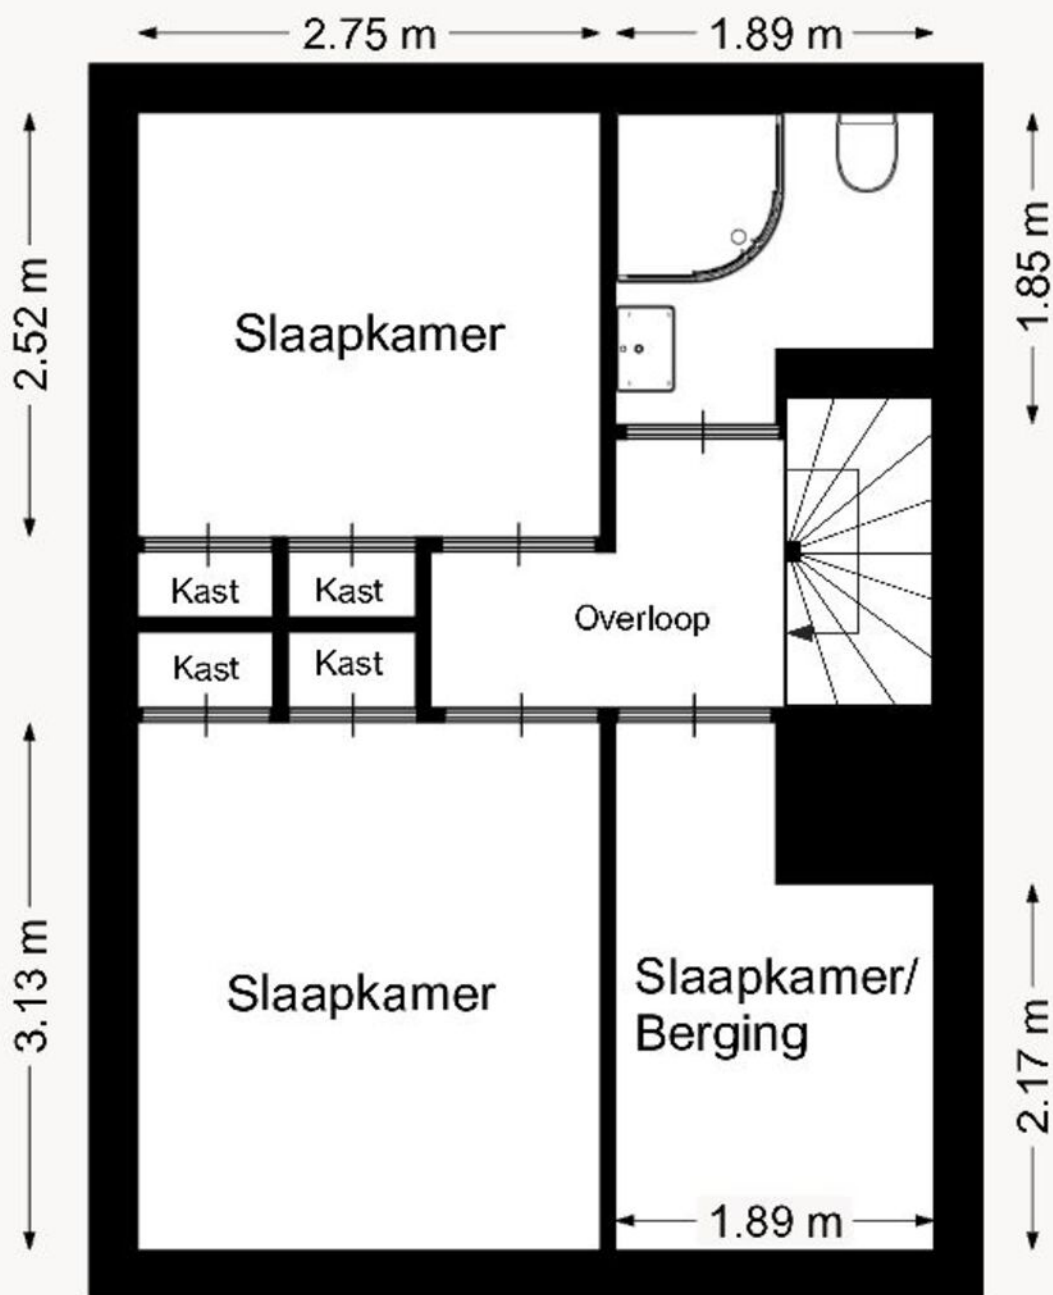 2.75 m
1.89 m
2.52 m
1.85 m
Slaapkamer
Kast
Kast
Overloop
Kast
Kast
3.13 m
Slaapkamer
Slaapkamer/
Berging
2.17 m
1.89 m